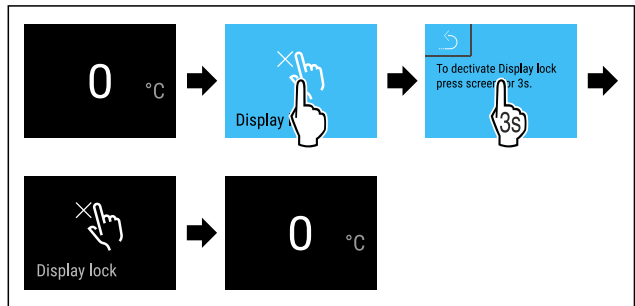 0 °C
Display
To dectivate Display lock
press screen for 3s.
3s
Display lock
0 °C